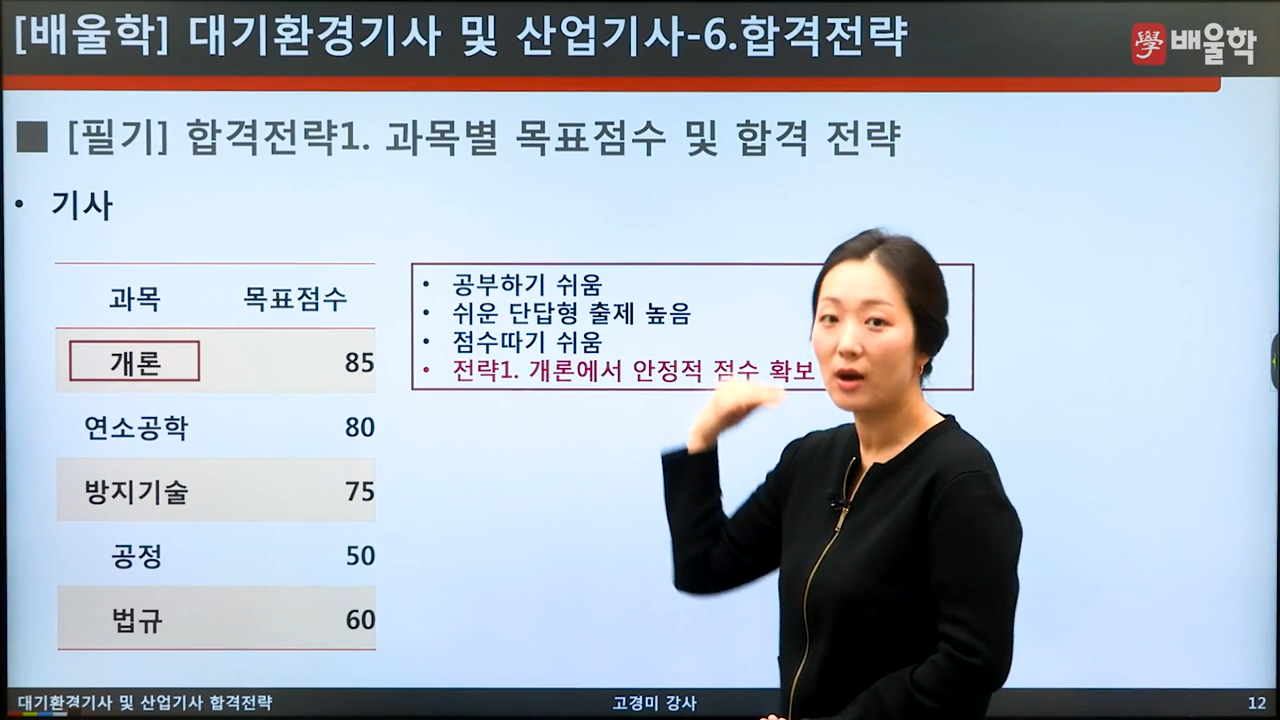 [배울학] 대기환경기사 및 산업기사-6.합격전략
學 배울학
■ [필기] 합격전략1. 과목별 목표점수 및 합격 전략
• 기사
과목 목표점수
개론 85
연소공학 80
방지기술 75
공정 50
법규 60
• 공부하기 쉬움
• 쉬운 단답형 출제 높음
• 점수따기 쉬움
• 전략1. 개론에서 안정적 점수 확보
대기환경기사 및 산업기사 합격전략
고경미 강사
12